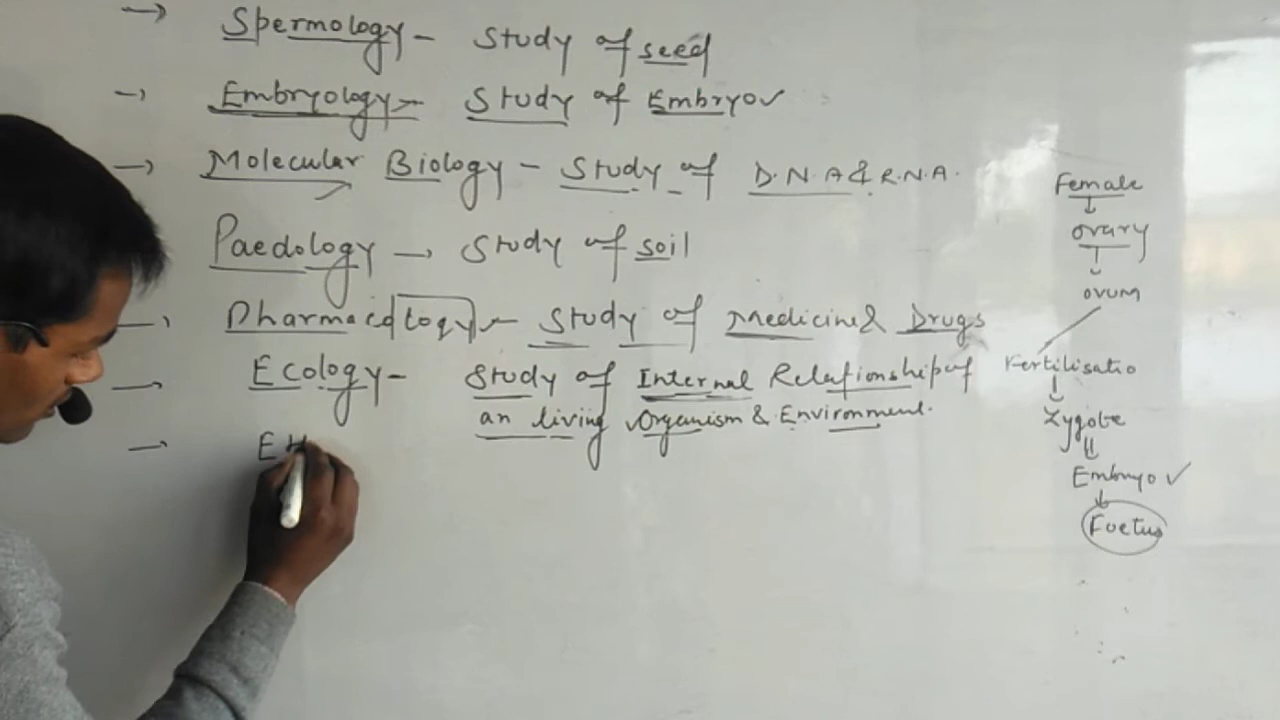 Spermology - Study of seed
Embryology - Study of Embryo
Molecular Biology - Study of D.N.A & R.N.A.
Paedology → Study of soil
Pharmacology - Study of Medicine & Drugs
Ecology - Study of Internal Relationship of
an living Organism & Environment.
Female
ovary
ovum
Fertilisatio
Zygote
Embryo
Foetus